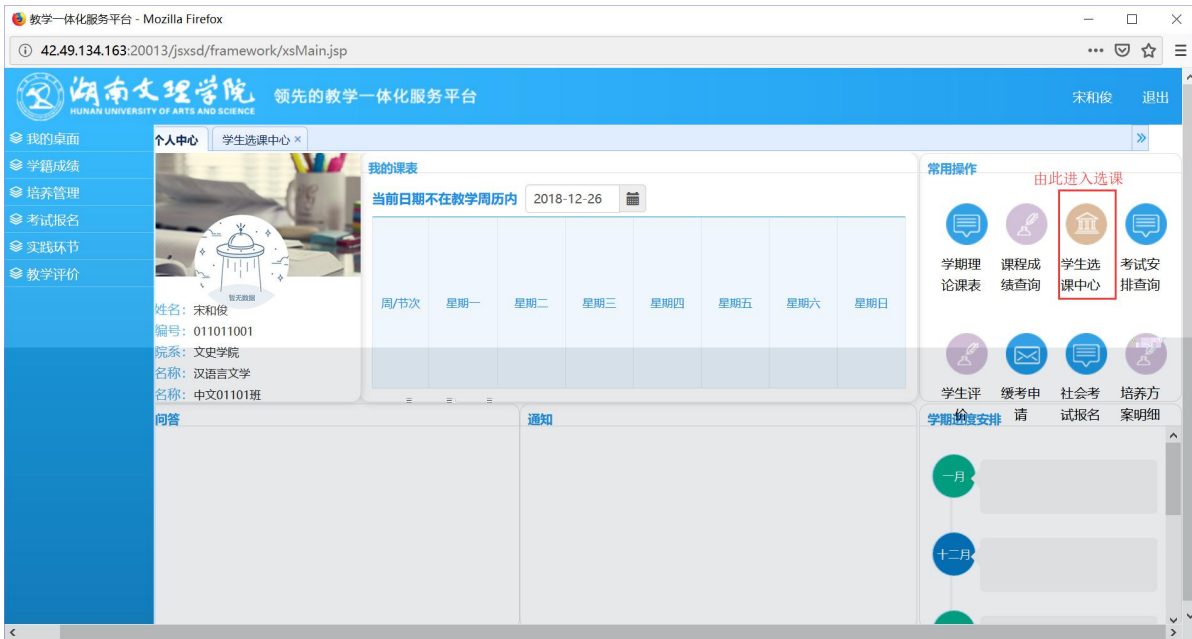 教学一体化服务平台 - Mozilla Firefox
42.49.134.163:20013/jsxsd/framework/xsMain.jsp
湖南文理学院
HUNAN UNIVERSITY OF ARTS AND SCIENCE
领先的教学一体化服务平台
宋和俊 退出
我的桌面
学籍成绩
培养管理
考试报名
实践环节
教学评价
个人中心 学生选课中心
暂无数据
姓名: 宋和俊
编号: 011011001
院系: 文史学院
名称: 汉语言文学
名称: 中文01101班
我的课表
当前日期不在教学周历内 2018-12-26
周/节次 星期一 星期二 星期三 星期四 星期五 星期六 星期日
常用操作
由此进入选课
学期理论课表
课程成绩查询
学生选课中心
考试安排查询
学生评价
缓考申请
社会考试报名
培养方案明细
问答
通知
学期进度安排
一月
十二月